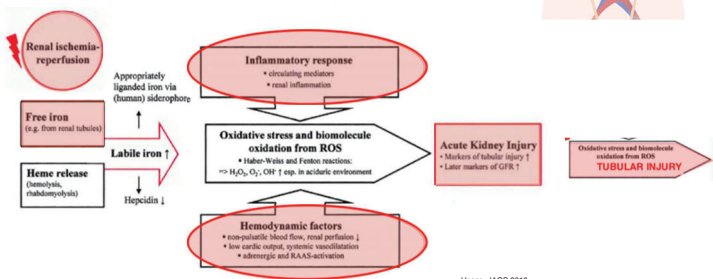 Renal ischemia-
reperfusion
Appropriately
liganded iron via
(human) siderophore
Free iron
(e.g. from renal tubules)
Labile iron ↑
Heme release
(hemolysis,
rhabdomyolysis)
Hepcidin ↓
Inflammatory response
▪ circulating mediators
▪ renal inflammation
Oxidative stress and biomolecule
oxidation from ROS
▪ Haber-Weiss and Fenton reactions:
=> H₂O₂, O₂⁻, OH· ↑ esp. in aciduric environment
Hemodynamic factors
▪ non-pulsatile blood flow, renal perfusion ↓
▪ low cardic output, systemic vasodilatation
▪ adrenergic and RAAS-activation
Acute Kidney Injury
▪ Markers of tubular injury ↑
▪ Later markers of GFR ↑
Oxidative stress and biomolecule
oxidation from ROS
TUBULAR INJURY